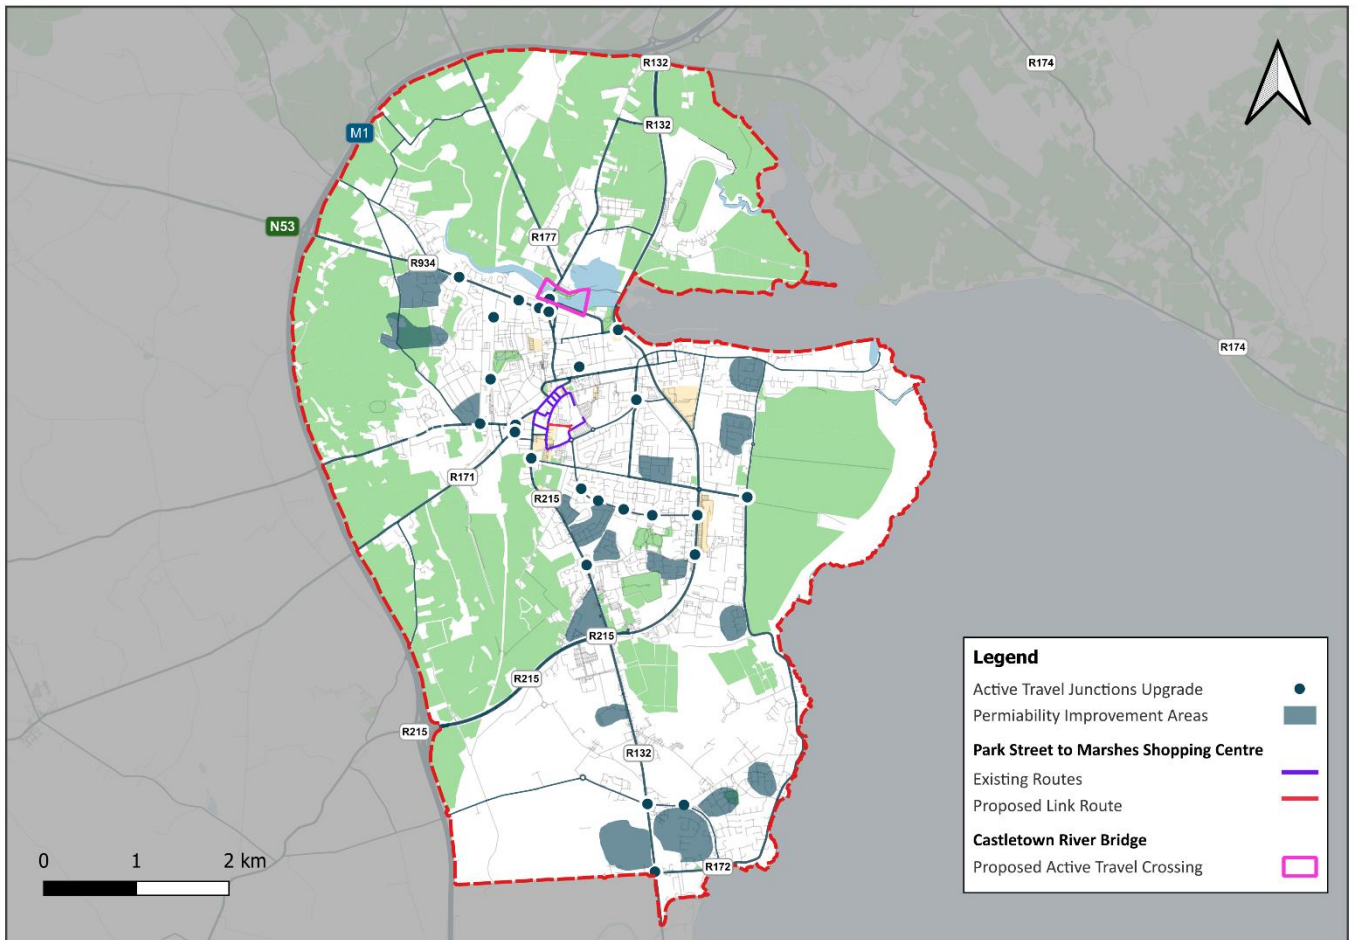 R132
R174
R132
M1
N53
R177
R934
R174
R171
R215
R215
R215
R215
R132
R172
0 1 2 km
Legend
Active Travel Junctions Upgrade
Permiability Improvement Areas
Park Street to Marshes Shopping Centre
Existing Routes
Proposed Link Route
Castletown River Bridge
Proposed Active Travel Crossing